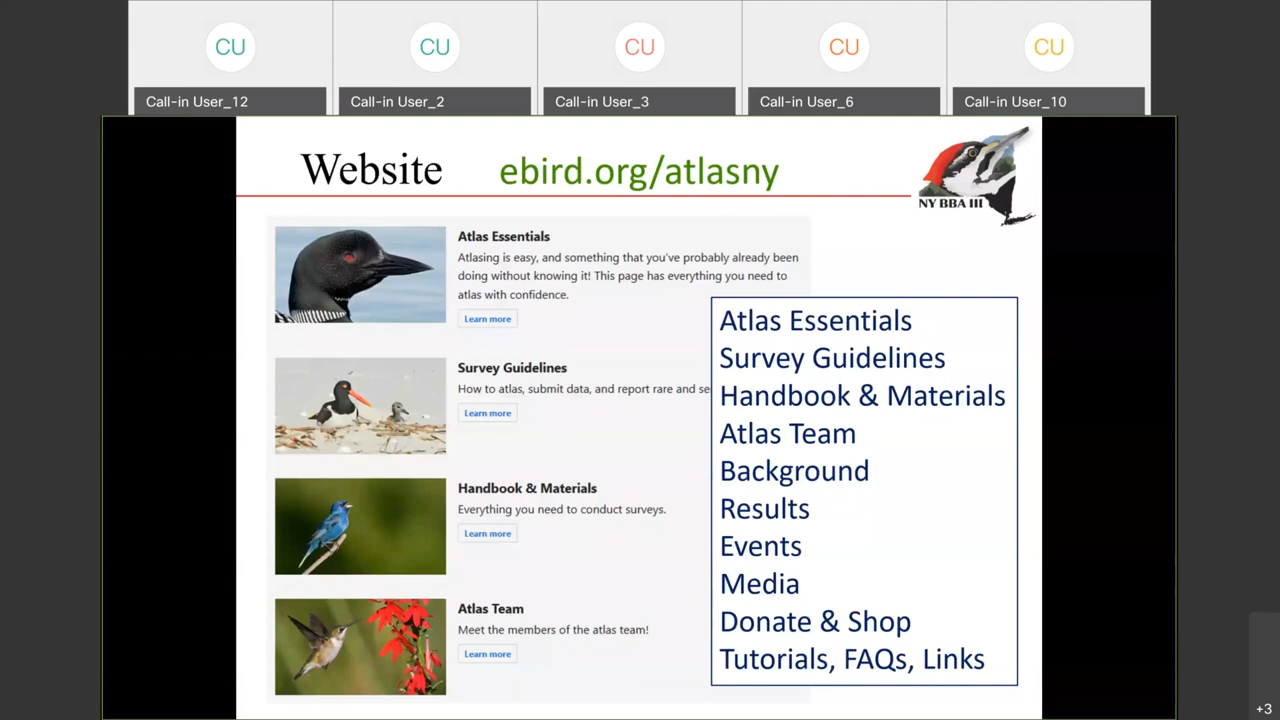 CU
CU
CU
CU
CU
Call-in User_12
Call-in User_2
Call-in User_3
Call-in User_6
Call-in User_10
Website
ebird.org/atlasny
NY BBA III
Atlas Essentials
Atlasing is easy, and something that you've probably already been
doing without knowing it! This page has everything you need to
atlas with confidence.
Learn more
Survey Guidelines
How to atlas, submit data, and report rare and se
Learn more
Handbook & Materials
Everything you need to conduct surveys.
Learn more
Atlas Team
Meet the members of the atlas team!
Learn more
Atlas Essentials
Survey Guidelines
Handbook & Materials
Atlas Team
Background
Results
Events
Media
Donate & Shop
Tutorials, FAQs, Links
+3